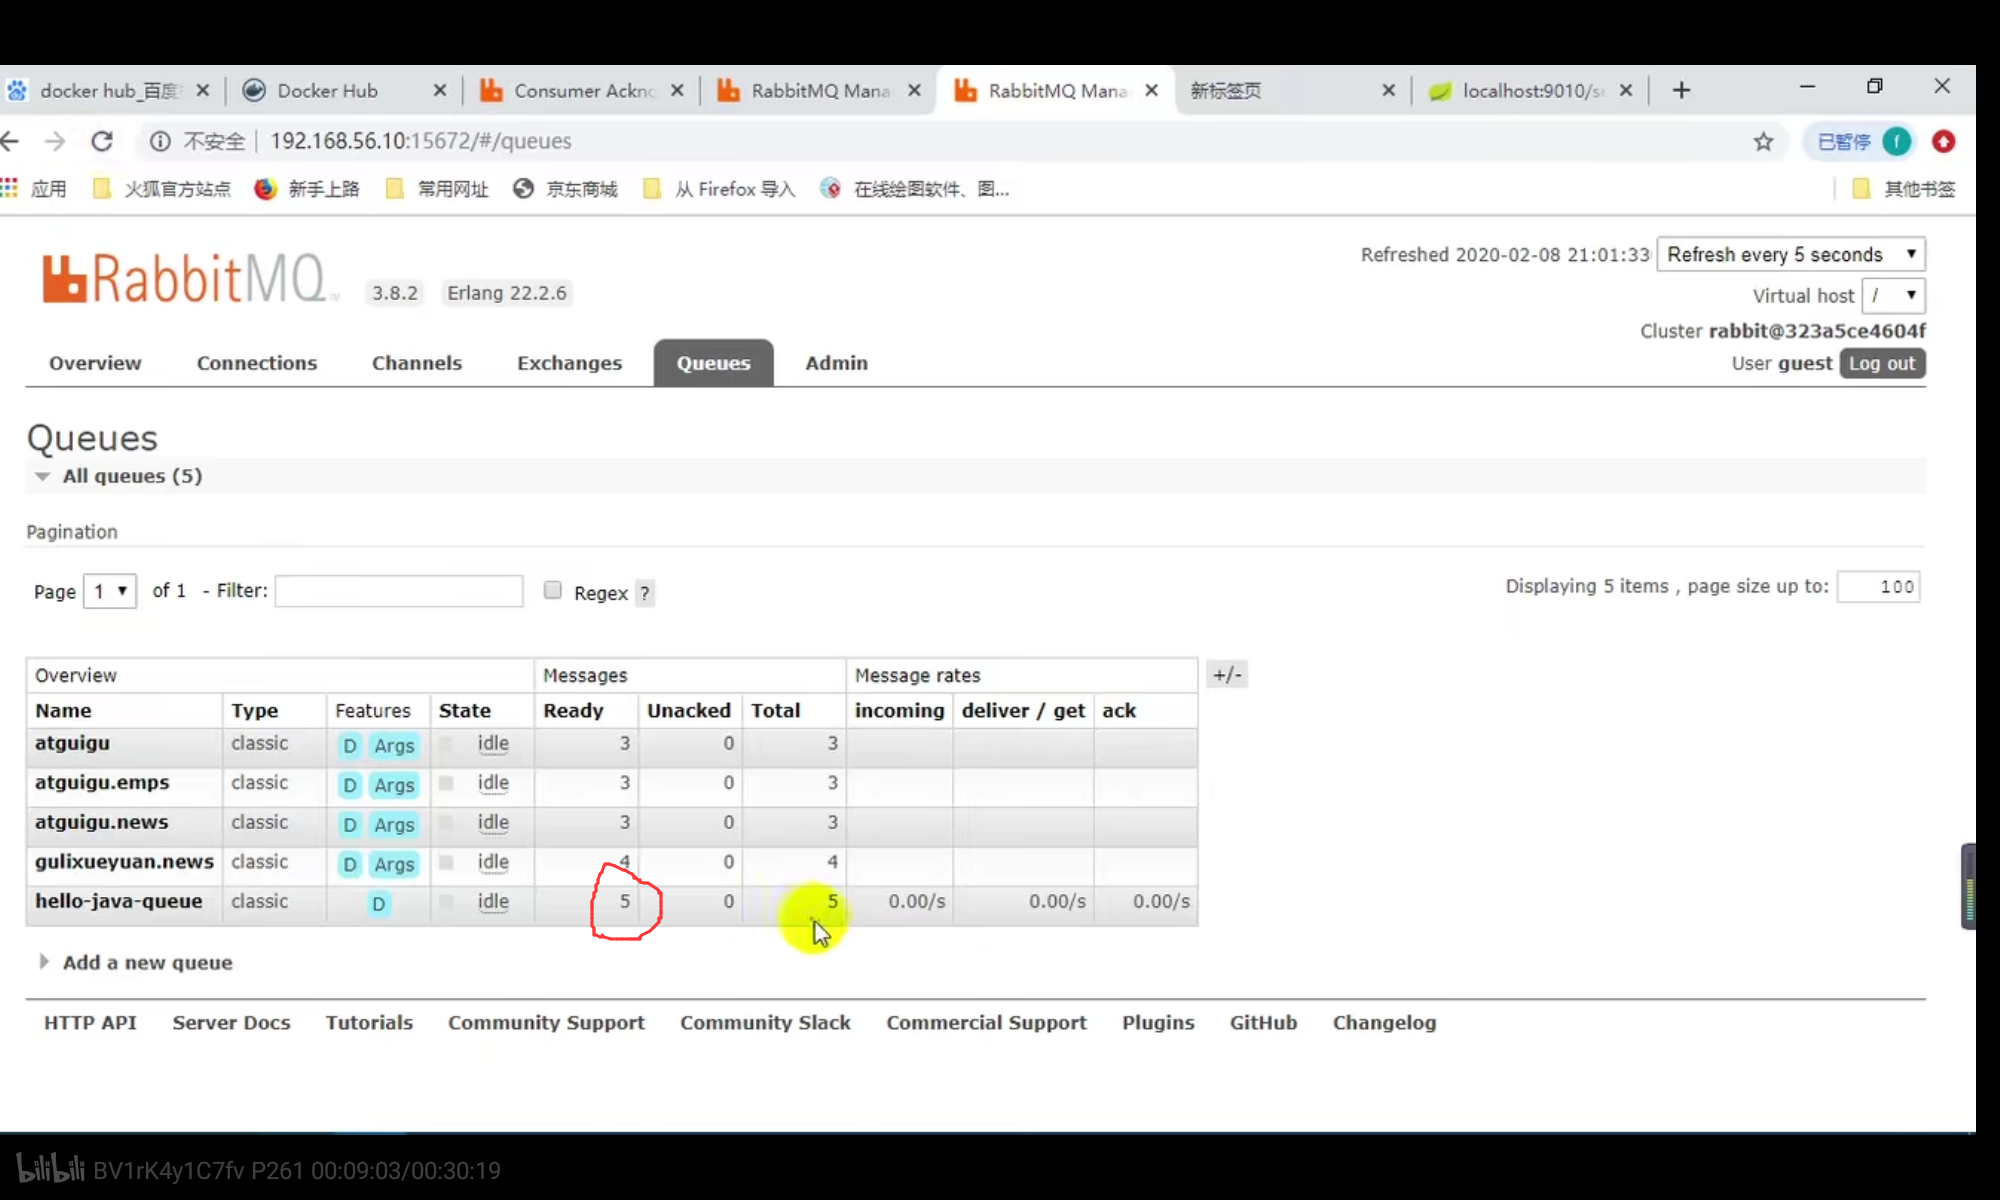 docker hub_百度 Docker Hub Consumer Ackno RabbitMQ Mana RabbitMQ Mana 新标签页 localhost:9010/s
不安全 192.168.56.10:15672/#/queues 已暂停 f
应用 火狐官方站点 新手上路 常用网址 京东商城 从 Firefox 导入 在线绘图软件、图... 其他书签
RabbitMQ 3.8.2 Erlang 22.2.6
Refreshed 2020-02-08 21:01:33 Refresh every 5 seconds
Virtual host /
Cluster rabbit@323a5ce4604f
User guest Log out
Overview Connections Channels Exchanges Queues Admin
Queues
All queues (5)
Pagination
Page 1 of 1 - Filter: Regex ? Displaying 5 items , page size up to: 100
Overview Messages Message rates +/-
Name Type Features State Ready Unacked Total incoming deliver / get ack
atguigu classic D Args idle 3 0 3
atguigu.emps classic D Args idle 3 0 3
atguigu.news classic D Args idle 3 0 3
gulixueyuan.news classic D Args idle 4 0 4
hello-java-queue classic D idle 5 0 5 0.00/s 0.00/s 0.00/s
Add a new queue
HTTP API Server Docs Tutorials Community Support Community Slack Commercial Support Plugins GitHub Changelog
bilibili BV1rK4y1C7fv P261 00:09:03/00:30:19